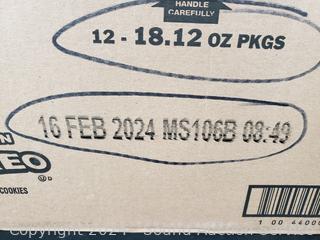 HANDLE
CAREFULLY
12 - 18.12 OZ PKGS
16 FEB 2024 MS106B 08:49
EO
COOKIES
1 00 44000
Copyright 2024